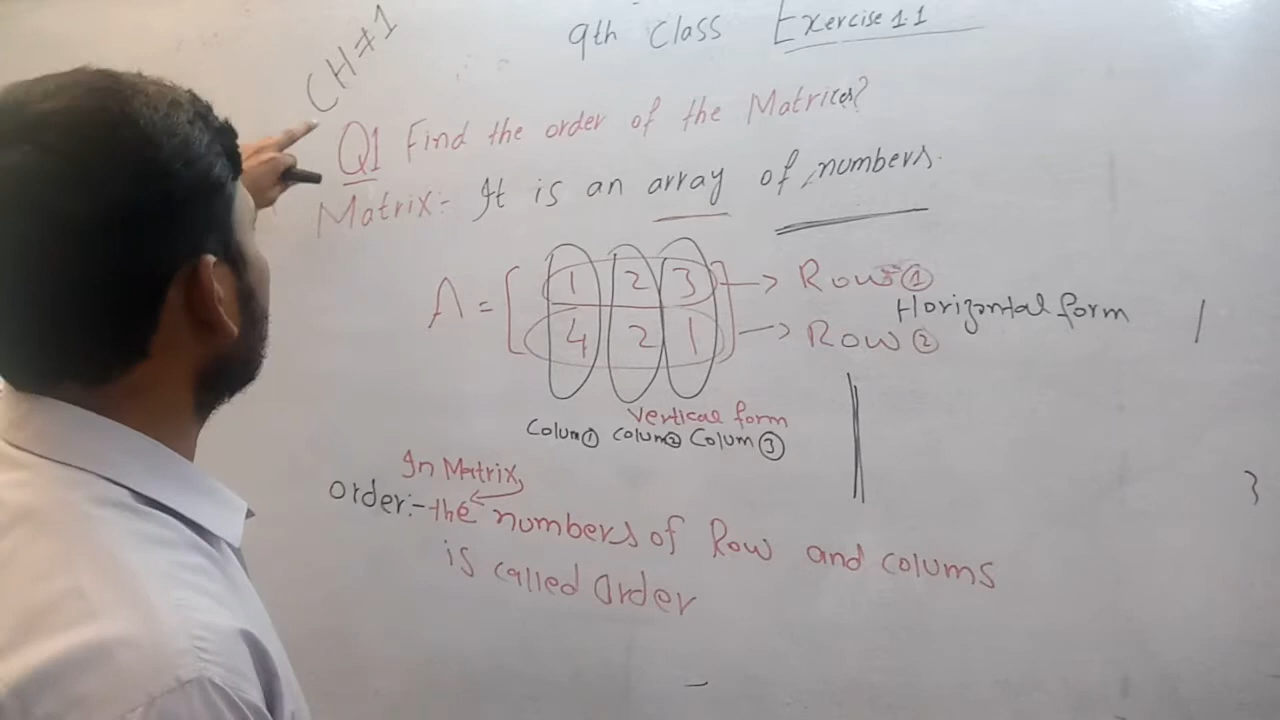 CH#1
9th Class Exercise 1.1
Q1 Find the order of the Matrices?
Matrix:- It is an array of numbers.
A = [ 1 2 3 ] → Row ①
Horizontal form
[ 4 2 1 ] → Row ②
Vertical form
Colum① Colum② Colum③
In Matrix,
order:- the numbers of Row and colums
is called order